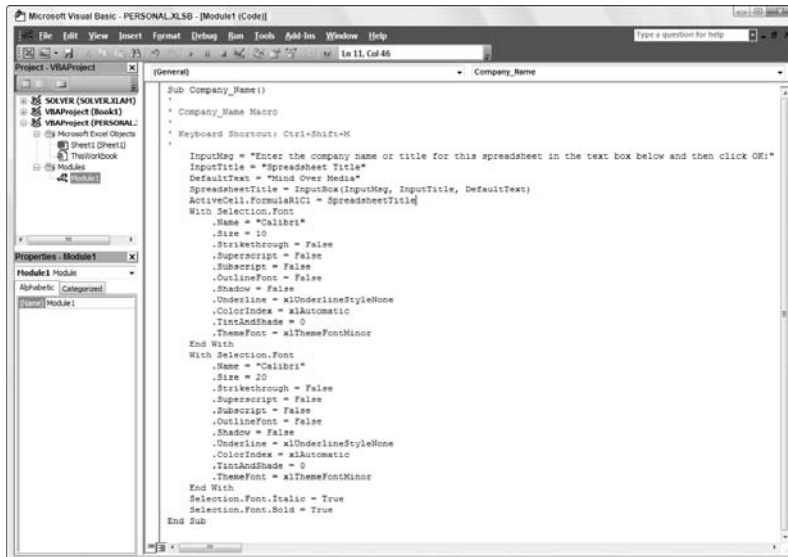 Microsoft Visual Basic - PERSONAL.XLSB - [Module1 (Code)]
File Edit View Insert Format Debug Run Tools Add-Ins Window Help
Type a question for help
Ln 11, Col 46
Project - VBAProject
SOLVER (SOLVER.XLAM)
VBAProject (Book1)
VBAProject (PERSONAL.
Microsoft Excel Objects
Sheet1 (Sheet1)
ThisWorkbook
Modules
Module1
Properties - Module1
Module1 Module
Alphabetic Categorized
(Name) Module1
(General) Company_Name
Sub Company_Name()
'
' Company_Name Macro
'
' Keyboard Shortcut: Ctrl+Shift+M
'
InputMsg = "Enter the company name or title for this spreadsheet in the text box below and then click OK:"
InputTitle = "Spreadsheet Title"
DefaultText = "Mind Over Media"
SpreadsheetTitle = InputBox(InputMsg, InputTitle, DefaultText)
ActiveCell.FormulaR1C1 = SpreadsheetTitle
With Selection.Font
.Name = "Calibri"
.Size = 10
.Strikethrough = False
.Superscript = False
.Subscript = False
.OutlineFont = False
.Shadow = False
.Underline = xlUnderlineStyleNone
.ColorIndex = xlAutomatic
.TintAndShade = 0
.ThemeFont = xlThemeFontMinor
End With
With Selection.Font
.Name = "Calibri"
.Size = 20
.Strikethrough = False
.Superscript = False
.Subscript = False
.OutlineFont = False
.Shadow = False
.Underline = xlUnderlineStyleNone
.ColorIndex = xlAutomatic
.TintAndShade = 0
.ThemeFont = xlThemeFontMinor
End With
Selection.Font.Italic = True
Selection.Font.Bold = True
End Sub